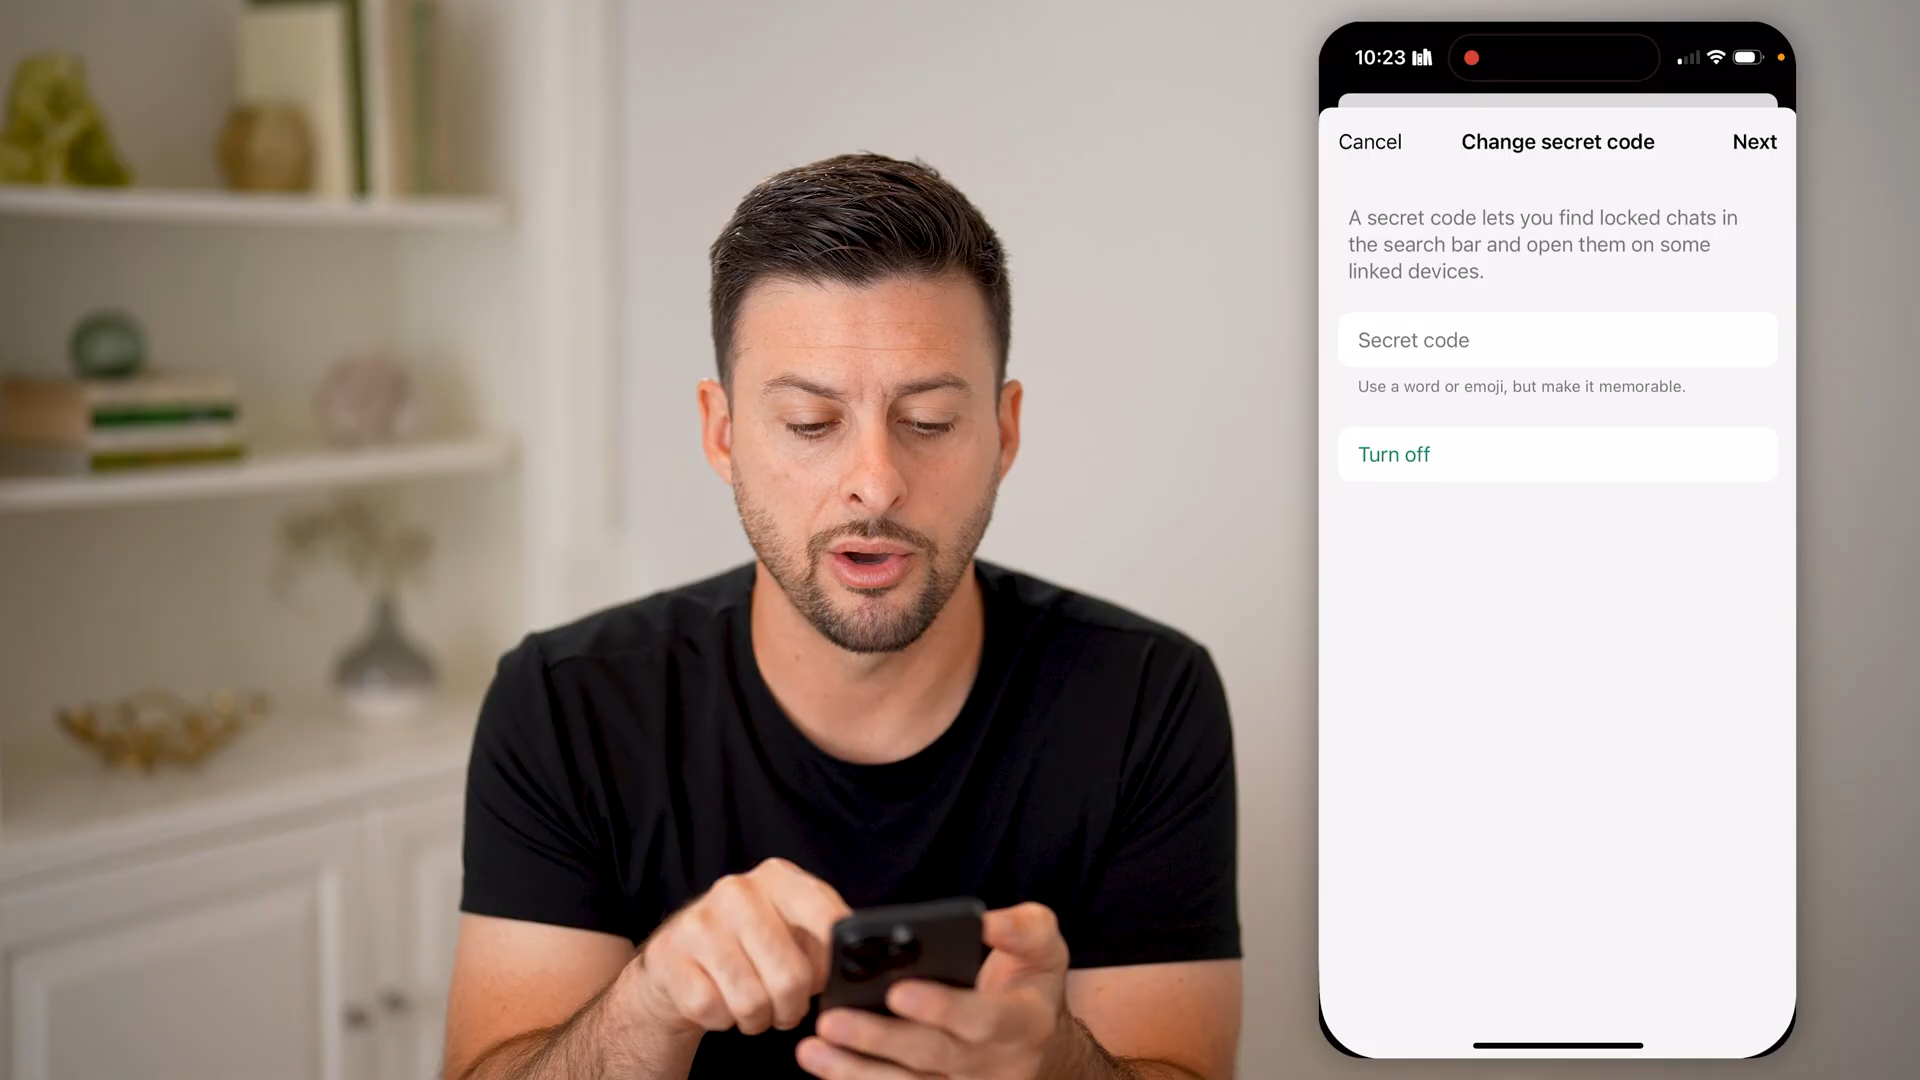 10:23
Cancel Change secret code Next
A secret code lets you find locked chats in
the search bar and open them on some
linked devices.
Secret code
Use a word or emoji, but make it memorable.
Turn off